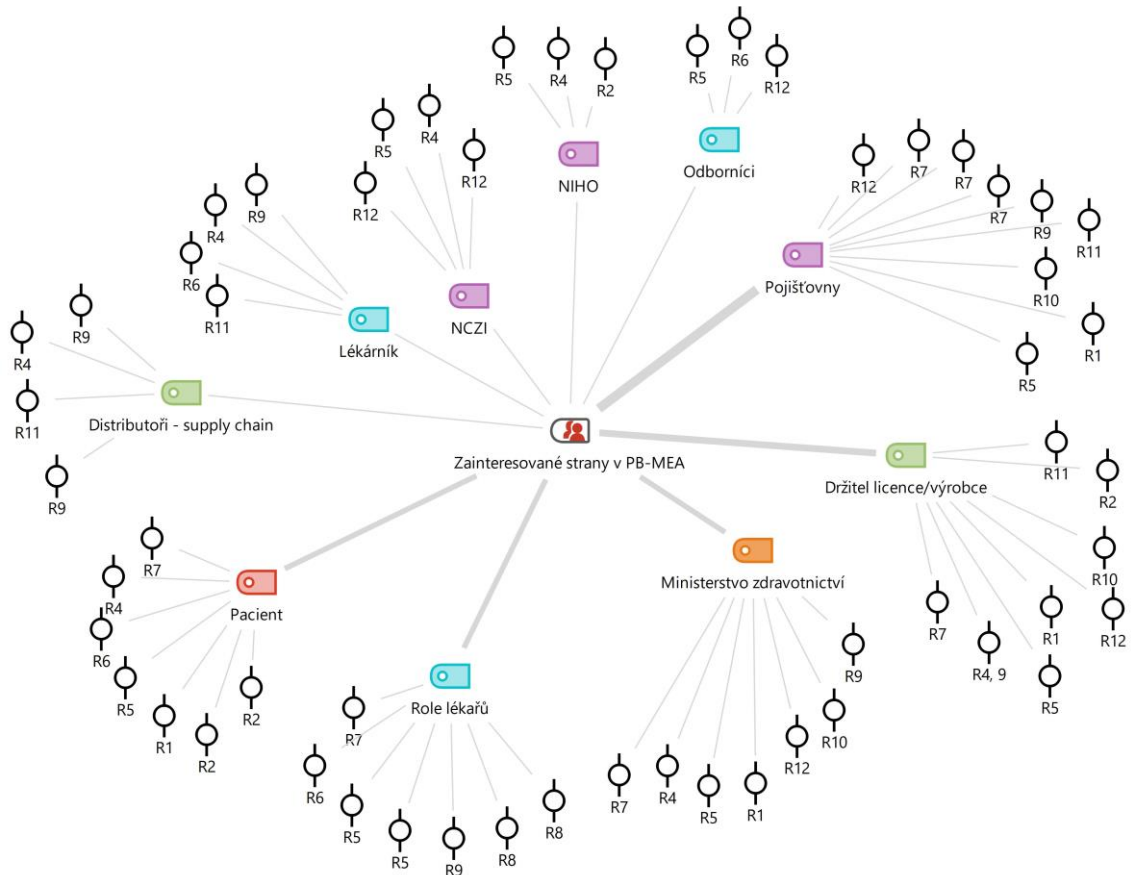 R5
R4
R2
NIHO
R5
R6
R12
Odborníci
R5
R4
R12
R12
NCZI
R9
R4
R6
R11
Lékárník
R12
R7
R7
R7
R9
R11
R10
R1
R5
Pojišťovny
R9
R4
R11
R9
Distributoři - supply chain
Zainteresované strany v PB-MEA
Držitel licence/výrobce
R11
R2
R10
R12
R1
R5
R4, 9
R7
Ministerstvo zdravotnictví
R9
R10
R12
R1
R5
R4
R7
Pacient
R7
R4
R6
R5
R1
R2
R2
Role lékařů
R7
R6
R5
R5
R9
R8
R8